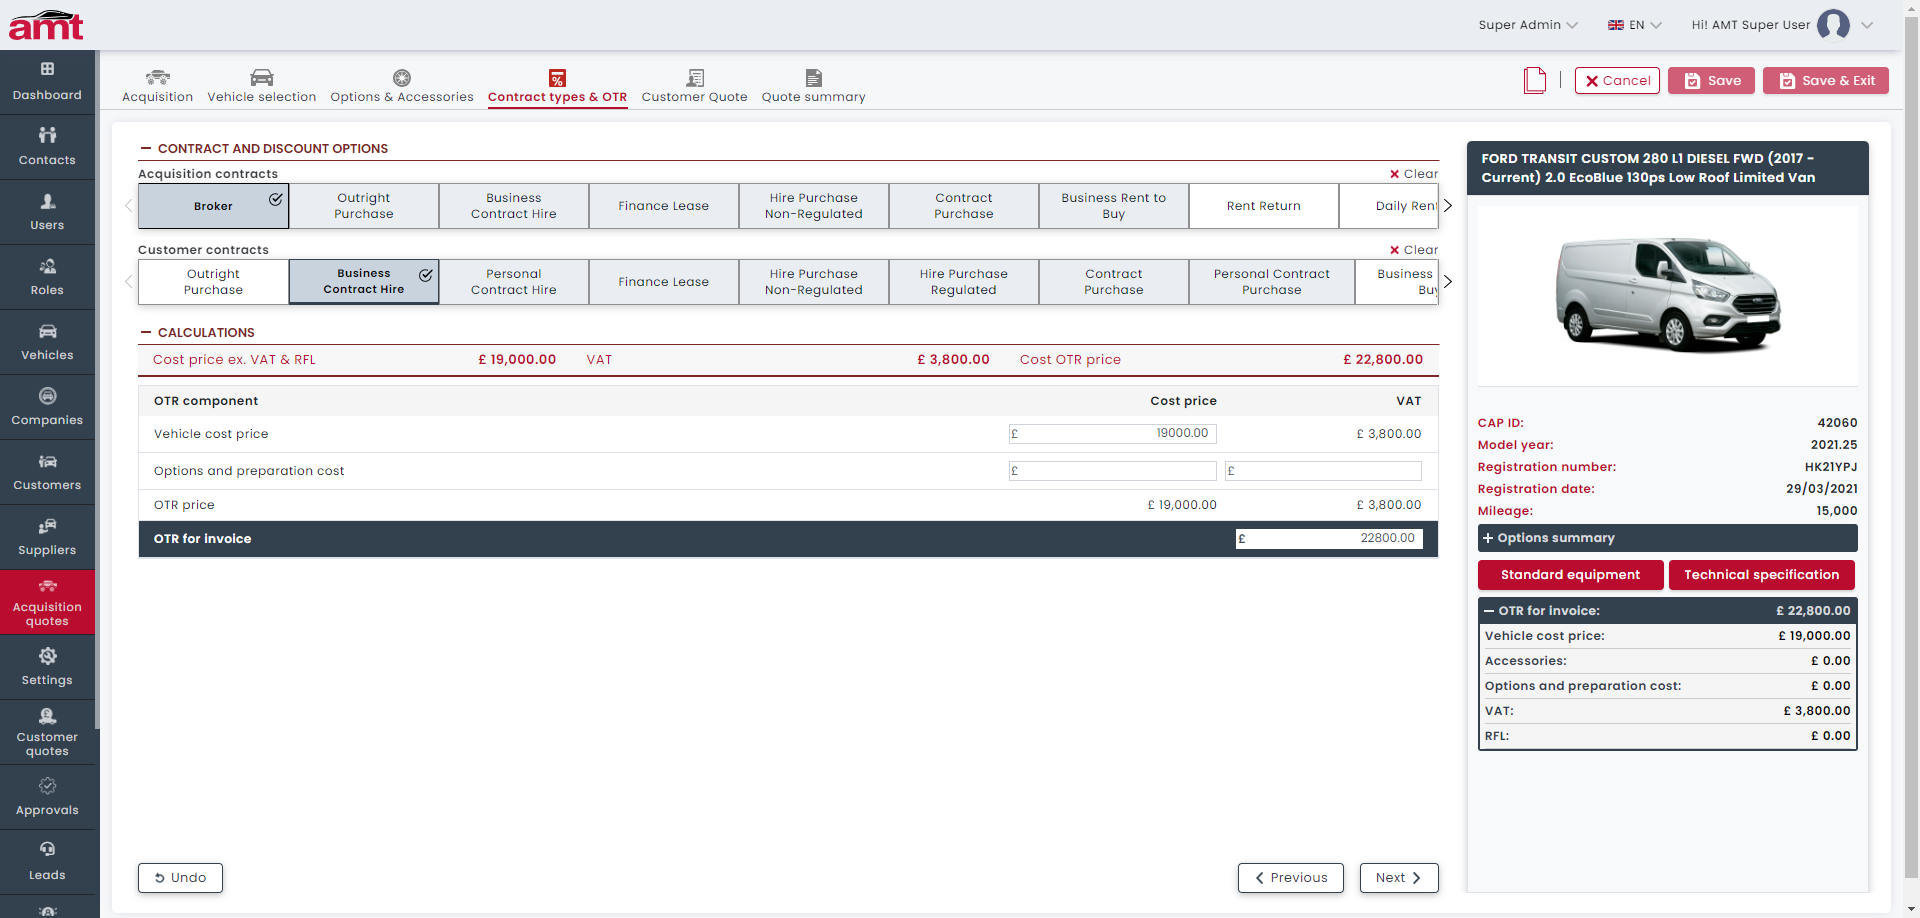 amt
Super Admin
EN
Hi! AMT Super User
Dashboard
Contacts
Users
Roles
Vehicles
Companies
Customers
Suppliers
Acquisition
quotes
Settings
Customer
quotes
Approvals
Leads
Acquisition
Vehicle selection
Options & Accessories
Contract types & OTR
Customer Quote
Quote summary
Cancel
Save
Save & Exit
CONTRACT AND DISCOUNT OPTIONS
Acquisition contracts
Clear
Broker
Outright
Purchase
Business
Contract Hire
Finance Lease
Hire Purchase
Non-Regulated
Contract
Purchase
Business Rent to
Buy
Rent Return
Daily Rent
Customer contracts
Clear
Outright
Purchase
Business
Contract Hire
Personal
Contract Hire
Finance Lease
Hire Purchase
Non-Regulated
Hire Purchase
Regulated
Contract
Purchase
Personal Contract
Purchase
Business
Buy
CALCULATIONS
Cost price ex. VAT & RFL £ 19,000.00 VAT £ 3,800.00 Cost OTR price £ 22,800.00
OTR component Cost price VAT
Vehicle cost price £ 19000.00 £ 3,800.00
Options and preparation cost £ £
OTR price £ 19,000.00 £ 3,800.00
OTR for invoice £ 22800.00
Undo
Previous
Next
FORD TRANSIT CUSTOM 280 L1 DIESEL FWD (2017 -
Current) 2.0 EcoBlue 130ps Low Roof Limited Van
CAP ID: 42060
Model year: 2021.25
Registration number: HK21YPJ
Registration date: 29/03/2021
Mileage: 15,000
Options summary
Standard equipment
Technical specification
OTR for invoice: £ 22,800.00
Vehicle cost price: £ 19,000.00
Accessories: £ 0.00
Options and preparation cost: £ 0.00
VAT: £ 3,800.00
RFL: £ 0.00